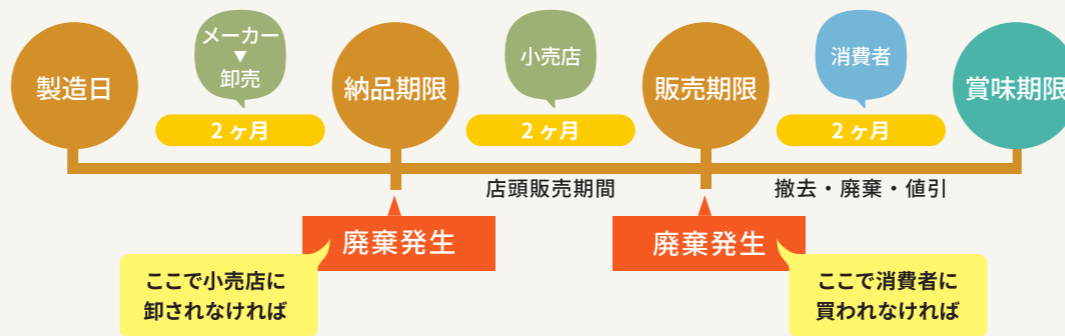 製造日
メーカー
▼
卸売
2ヶ月
納品期限
小売店
2ヶ月
販売期限
消費者
2ヶ月
賞味期限
店頭販売期間
撤去・廃棄・値引
廃棄発生
ここで小売店に
卸されなければ
廃棄発生
ここで消費者に
買われなければ